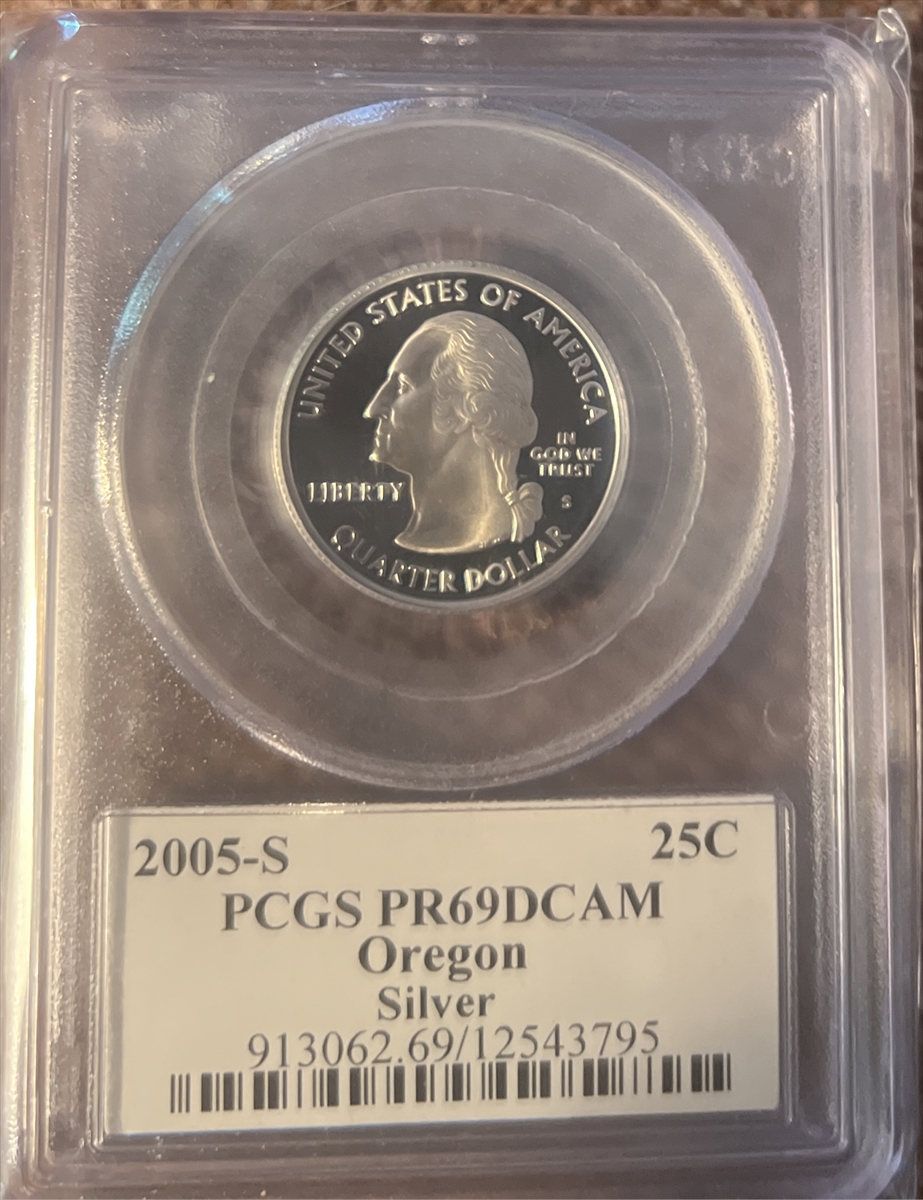 UNITED STATES OF AMERICA
IN
GOD WE
TRUST
LIBERTY
S
QUARTER DOLLAR
2005-S 25C
PCGS PR69DCAM
Oregon
Silver
913062.69/12543795